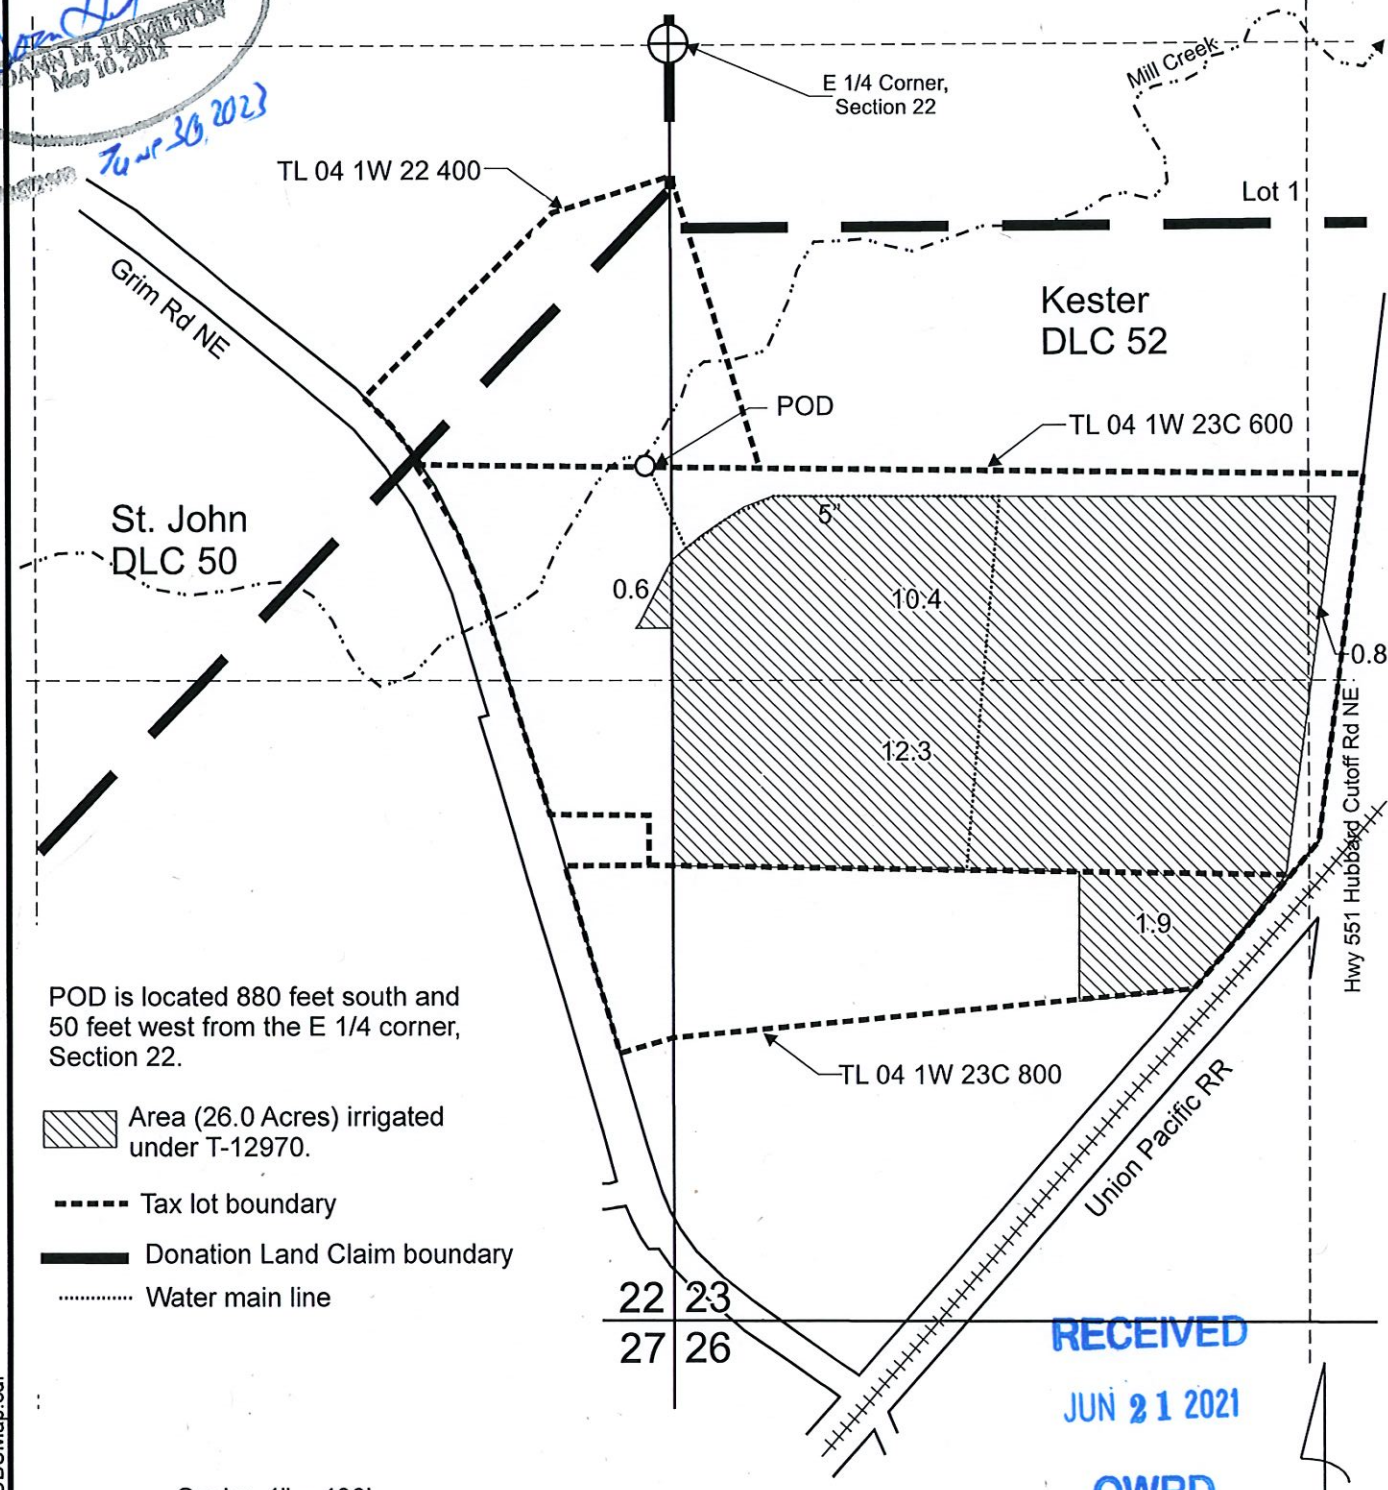 DANN M. HAMILTON
May 10, 2012
June 30, 2023
E 1/4 Corner,
Section 22
Mill Creek
TL 04 1W 22 400
Lot 1
Grim Rd NE
Kester
DLC 52
POD
TL 04 1W 23C 600
St. John
DLC 50
5"
0.6
10.4
0.8
12.3
Hwy 551 Hubbard Cutoff Rd NE
1.9
POD is located 880 feet south and
50 feet west from the E 1/4 corner,
Section 22.
TL 04 1W 23C 800
Area (26.0 Acres) irrigated
under T-12970.
Union Pacific RR
Tax lot boundary
Donation Land Claim boundary
Water main line
22 23
27 26
RECEIVED
JUN 21 2021
OWRD